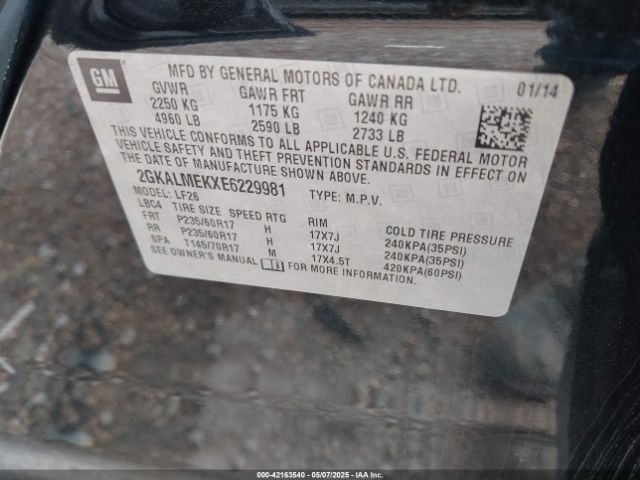 GM
MFD BY GENERAL MOTORS OF CANADA LTD.
01/14
GVWR GAWR FRT GAWR RR
2250 KG 1175 KG 1240 KG
4960 LB 2590 LB 2733 LB
THIS VEHICLE CONFORMS TO ALL APPLICABLE U.S. FEDERAL MOTOR
VEHICLE SAFETY AND THEFT PREVENTION STANDARDS IN EFFECT ON
THE DATE OF MANUFACTURE SHOWN ABOVE.
2GKALMEKXE6229981 TYPE: M.P.V.
MODEL: LF26
LBC4 TIRE SIZE SPEED RTG RIM COLD TIRE PRESSURE
FRT P235/60R17 H 17X7J 240KPA(35PSI)
RR P235/60R17 H 17X7J 240KPA(35PSI)
SPA T145/70R17 M 17X4.5T 420KPA(60PSI)
SEE OWNER'S MANUAL FOR MORE INFORMATION.
000-42163540 - 05/07/2025 - IAA Inc.